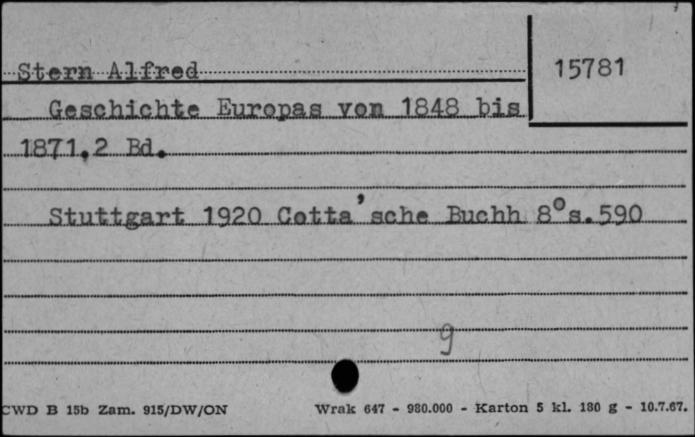 Stern Alfred
15781
Geschichte Europas von 1848 bis
1871.2 Bd.
Stuttgart 1920 Cotta'sche Buchh 8°s.590
9
CWD B 15b Zam. 915/DW/ON
Wrak 647 - 980.000 - Karton 5 kl. 180 g - 10.7.67.